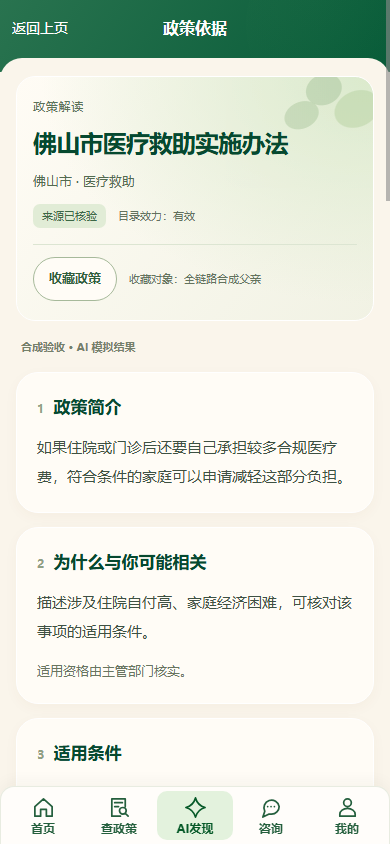 返回上页
政策依据
政策解读
佛山市医疗救助实施办法
佛山市 · 医疗救助
来源已核验 目录效力：有效
收藏政策 收藏对象：全链路合成父亲
合成验收 • AI 模拟结果
1 政策简介
如果住院或门诊后还要自己承担较多合规医疗
费，符合条件的家庭可以申请减轻这部分负担。
2 为什么与你可能相关
描述涉及住院自付高、家庭经济困难，可核对该
事项的适用条件。
适用资格由主管部门核实。
3 适用条件
首页 查政策 AI发现 咨询 我的